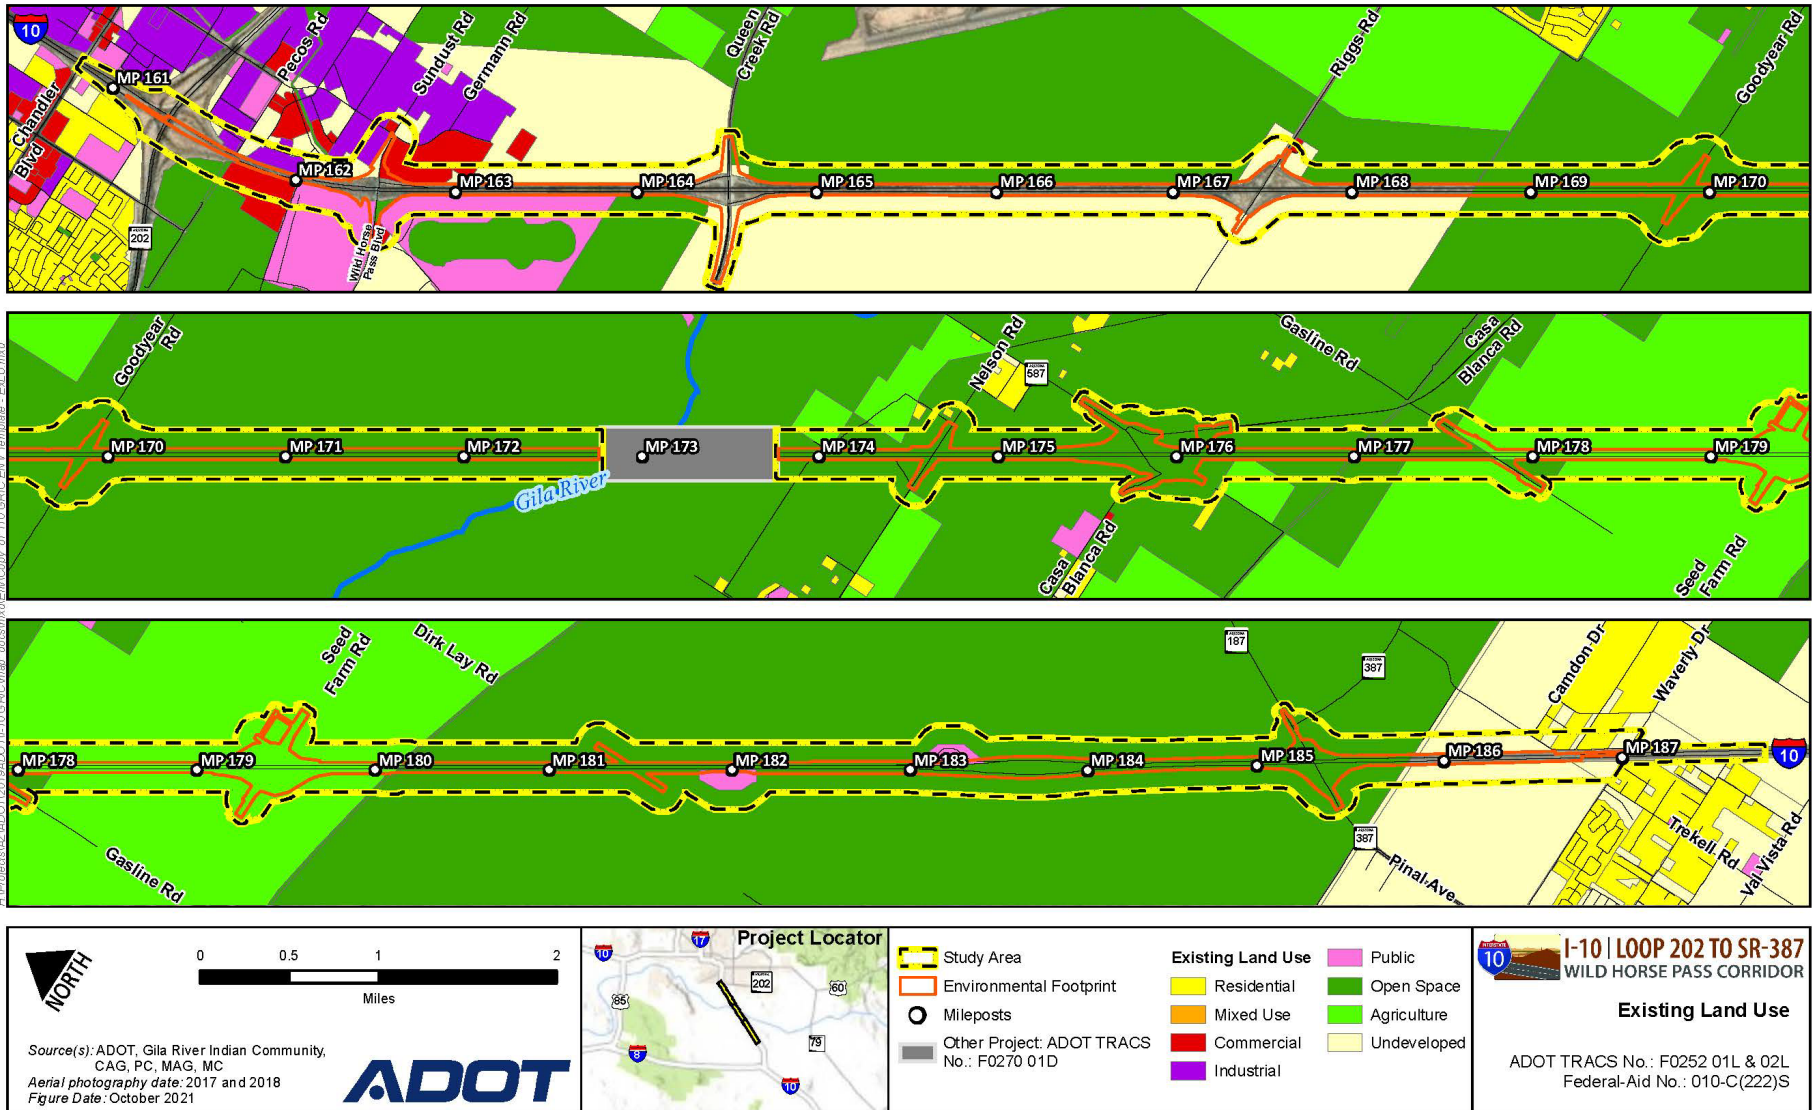 10
Chandler
Blvd
MP 161
Pecos Rd
Sundust Rd
Germann Rd
Queen
Creek Rd
Riggs Rd
Goodyear Rd
MP 162
MP 163
MP 164
MP 165
MP 166
MP 167
MP 168
MP 169
MP 170
ARIZONA
202
Wild Horse
Pass Blvd
Goodyear
Rd
Nelson Rd
587
Gasline Rd
Casa
Blanca Rd
MP 170
MP 171
MP 172
MP 173
MP 174
MP 175
MP 176
MP 177
MP 178
MP 179
Gila River
Casa
Blanca Rd
Seed
Farm Rd
Seed
Farm Rd
Dirk Lay Rd
ARIZONA
187
ARIZONA
387
Camdon Dr
Waverly Dr
MP 178
MP 179
MP 180
MP 181
MP 182
MP 183
MP 184
MP 185
MP 186
MP 187
10
Gasline Rd
ARIZONA
387
Pinal Ave
Trekell Rd
Val Vista Rd
NORTH
0 0.5 1 2
Miles
Source(s): ADOT, Gila River Indian Community,
CAG, PC, MAG, MC
Aerial photography date: 2017 and 2018
Figure Date: October 2021
ADOT
Project Locator
10
17
202
85
60
8
79
10
Study Area
Environmental Footprint
Mileposts
Other Project: ADOT TRACS
No.: F0270 01D
Existing Land Use
Residential
Mixed Use
Commercial
Industrial
Public
Open Space
Agriculture
Undeveloped
INTERSTATE
10
I-10 | LOOP 202 TO SR-387
WILD HORSE PASS CORRIDOR
Existing Land Use
ADOT TRACS No.: F0252 01L & 02L
Federal-Aid No.: 010-C(222)S